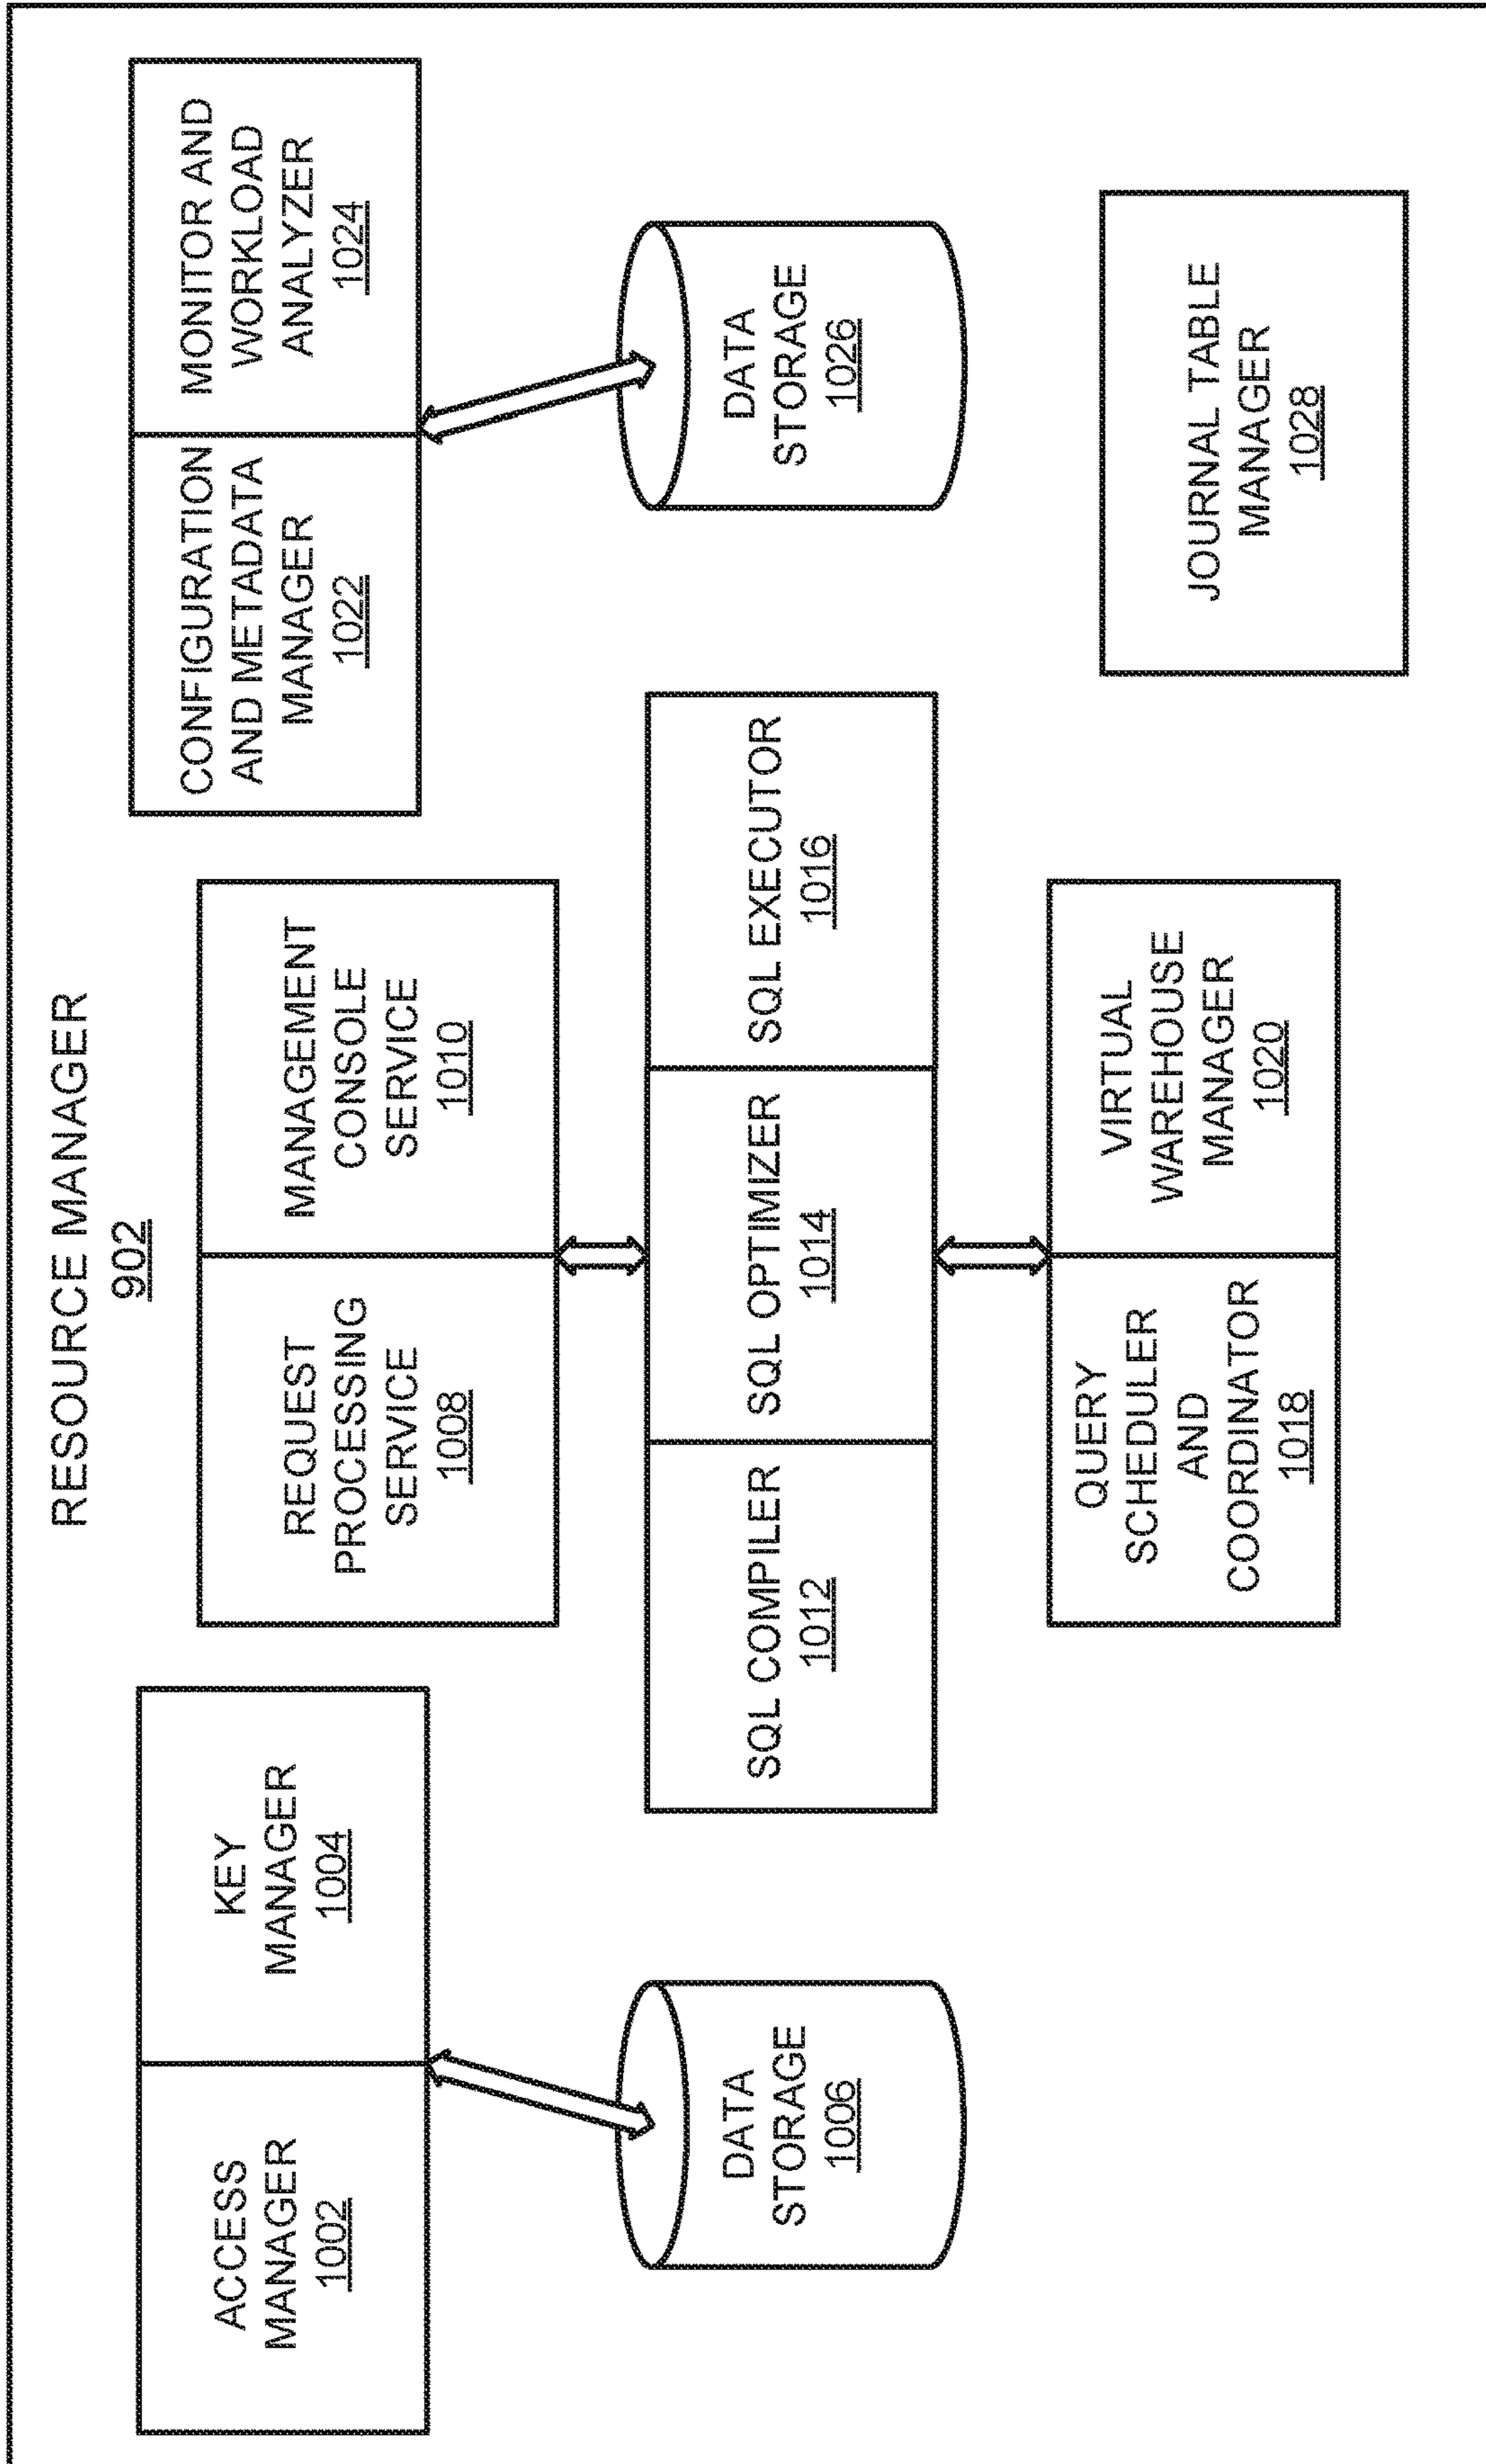 RESOURCE MANAGER
902
ACCESS
MANAGER
1002
KEY
MANAGER
1004
REQUEST
PROCESSING
SERVICE
1008
MANAGEMENT
CONSOLE
SERVICE
1010
CONFIGURATION
AND METADATA
MANAGER
1022
MONITOR AND
WORKLOAD
ANALYZER
1024
DATA
STORAGE
1006
SQL COMPILER
1012
SQL OPTIMIZER
1014
SQL EXECUTOR
1016
DATA
STORAGE
1026
QUERY
SCHEDULER
AND
COORDINATOR
1018
VIRTUAL
WAREHOUSE
MANAGER
1020
JOURNAL TABLE
MANAGER
1028